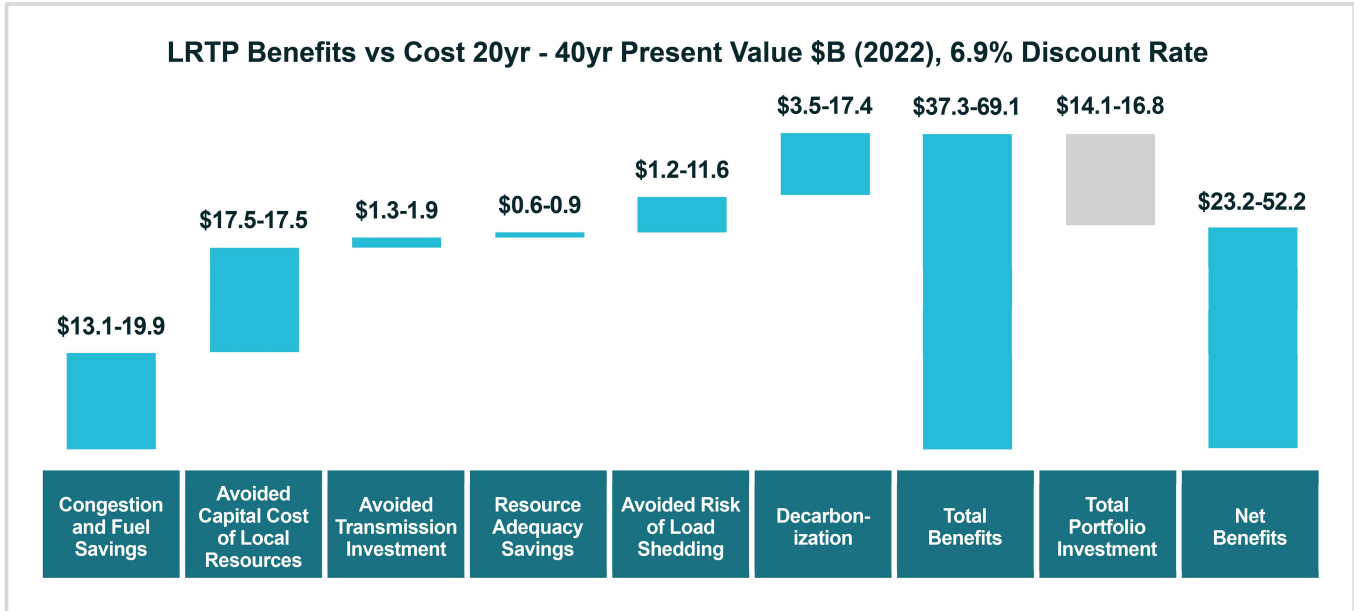 LRTP Benefits vs Cost 20yr - 40yr Present Value $B (2022), 6.9% Discount Rate
$13.1-19.9
$17.5-17.5
$1.3-1.9
$0.6-0.9
$1.2-11.6
$3.5-17.4
$37.3-69.1
$14.1-16.8
$23.2-52.2
Congestion
and Fuel
Savings
Avoided
Capital Cost
of Local
Resources
Avoided
Transmission
Investment
Resource
Adequacy
Savings
Avoided Risk
of Load
Shedding
Decarbon-
ization
Total
Benefits
Total
Portfolio
Investment
Net
Benefits